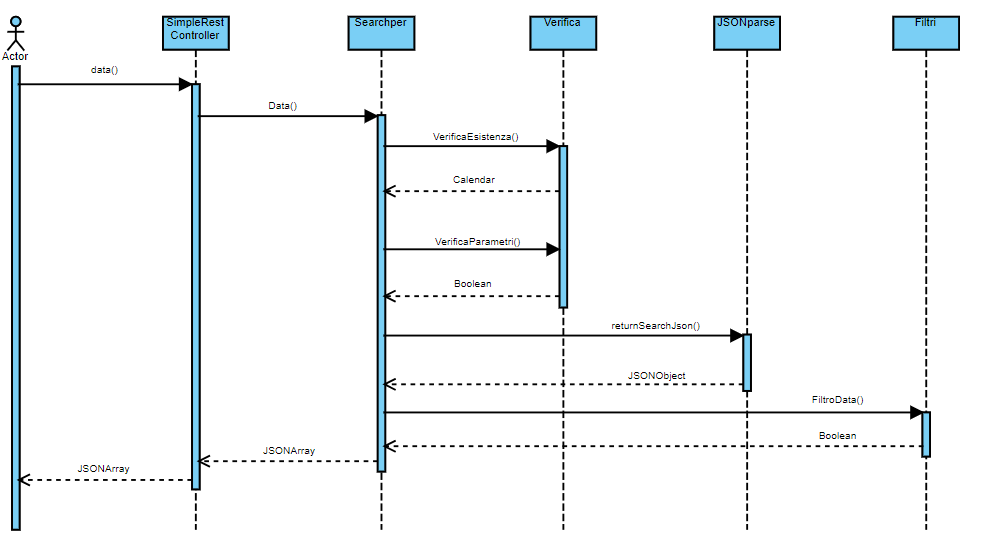 SimpleRest
Controller
Searchper
Verifica
JSONparse
Filtri
Actor
data()
Data()
VerificaEsistenza()
Calendar
VerificaParametri()
Boolean
returnSearchJson()
JSONObject
FiltroData()
Boolean
JSONArray
JSONArray